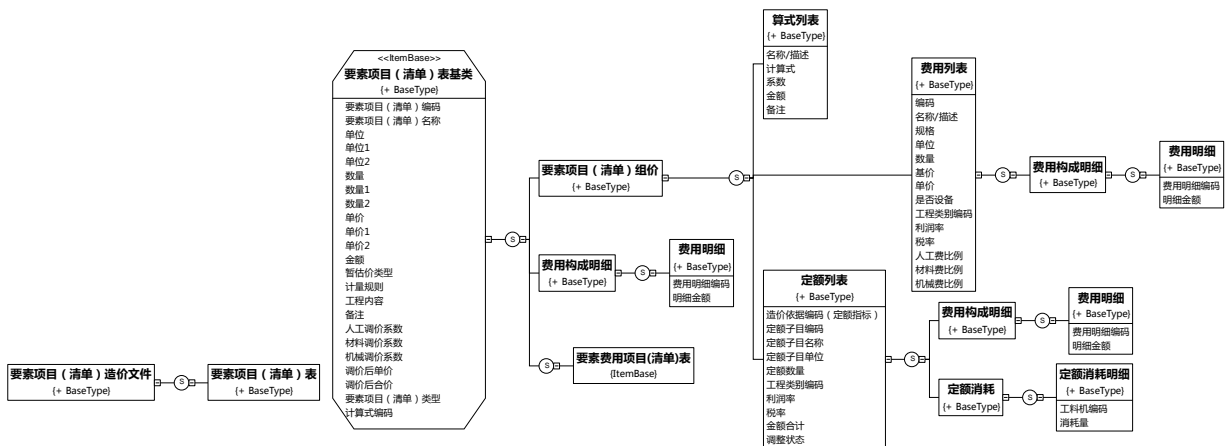 要素项目（清单）造价文件
{+ BaseType}
S
要素项目（清单）表
{+ BaseType}
<<ItemBase>>
要素项目（清单）表基类
{+ BaseType}
要素项目（清单）编码
要素项目（清单）名称
单位
单位1
单位2
数量
数量1
数量2
单价
单价1
单价2
金额
暂估价类型
计量规则
工程内容
备注
人工调价系数
材料调价系数
机械调价系数
调价后单价
调价后合价
要素项目（清单）类型
计算式编码
S
要素项目（清单）组价
{+ BaseType}
S
费用构成明细
{+ BaseType}
S
费用明细
{+ BaseType}
费用明细编码
明细金额
S
要素费用项目(清单)表
{ItemBase}
算式列表
{+ BaseType}
名称/描述
计算式
系数
金额
备注
费用列表
{+ BaseType}
编码
名称/描述
规格
单位
数量
基价
单价
是否设备
工程类别编码
利润率
税率
人工费比例
材料费比例
机械费比例
S
费用构成明细
{+ BaseType}
S
费用明细
{+ BaseType}
费用明细编码
明细金额
定额列表
{+ BaseType}
造价依据编码（定额指标）
定额子目编码
定额子目名称
定额子目单位
定额数量
工程类别编码
利润率
税率
金额合计
调整状态
S
费用构成明细
{+ BaseType}
S
费用明细
{+ BaseType}
费用明细编码
明细金额
定额消耗
{+ BaseType}
S
定额消耗明细
{+ BaseType}
工料机编码
消耗量